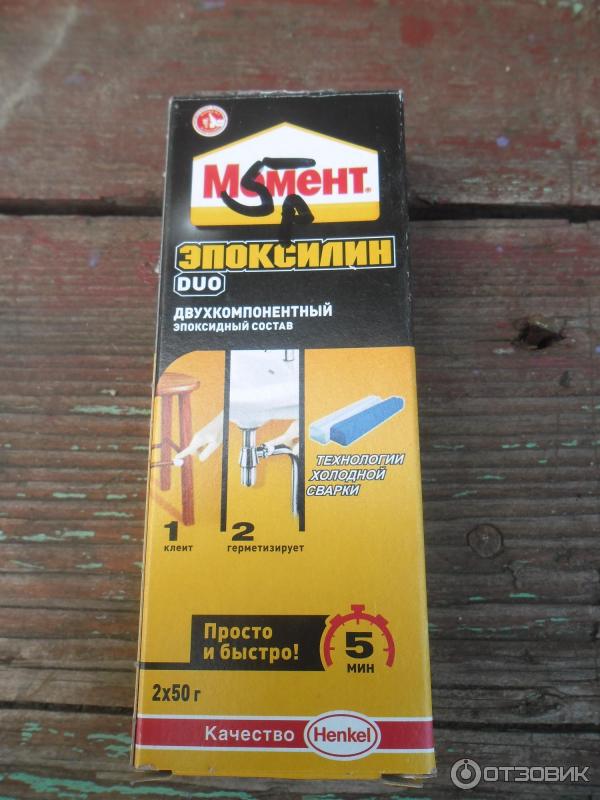 Момент®
5р
ЭПОКСИЛИН
DUO
ДВУХКОМПОНЕНТНЫЙ
ЭПОКСИДНЫЙ СОСТАВ
ТЕХНОЛОГИИ
ХОЛОДНОЙ
СВАРКИ
1
клеит
2
герметизирует
Просто
и быстро!
5
МИН
2х50 г
Качество Henkel
ОТЗОВИК